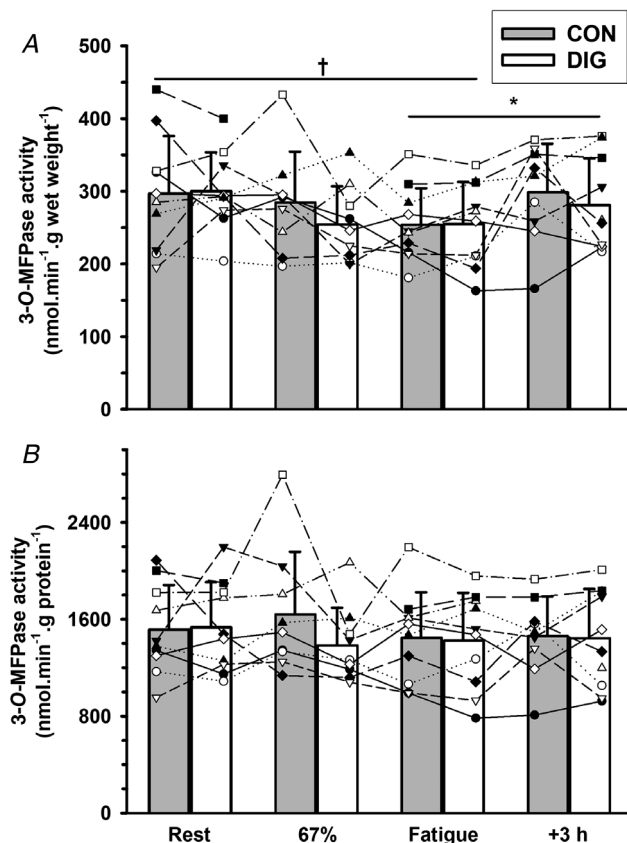 A
CON
DIG
3-O-MFPase activity
(nmol.min⁻¹.g wet weight⁻¹)
500
400
300
200
100
0
†
*
B
3-O-MFPase activity
(nmol.min⁻¹.g protein⁻¹)
2400
1600
800
0
Rest
67%
Fatigue
+3 h